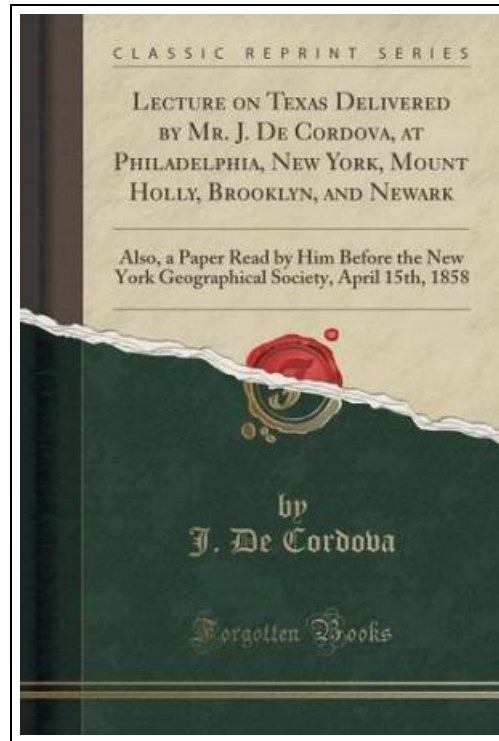 CLASSIC REPRINT SERIES
LECTURE ON TEXAS DELIVERED
BY MR. J. DE CORDOVA, AT
PHILADELPHIA, NEW YORK, MOUNT
HOLLY, BROOKLYN, AND NEWARK
Also, a Paper Read by Him Before the New
York Geographical Society, April 15th, 1858
by
J. De Cordova
Forgotten Books